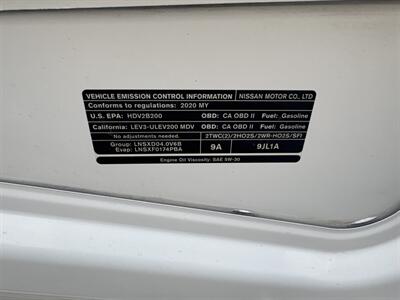 VEHICLE EMISSION CONTROL INFORMATION NISSAN MOTOR CO., LTD
Conforms to regulations: 2020 MY
U.S. EPA: HDV2B200 OBD: CA OBD II Fuel: Gasoline
California: LEV3-ULEV200 MDV OBD: CA OBD II Fuel: Gasoline
No adjustments needed. 2TWC(2)/2HO2S/2WR-HO2S/SFI
Group: LNSXD04.0V6B
Evap: LNSXF0174PBA 9A 9JL1A
Engine Oil Viscosity: SAE 5W-30